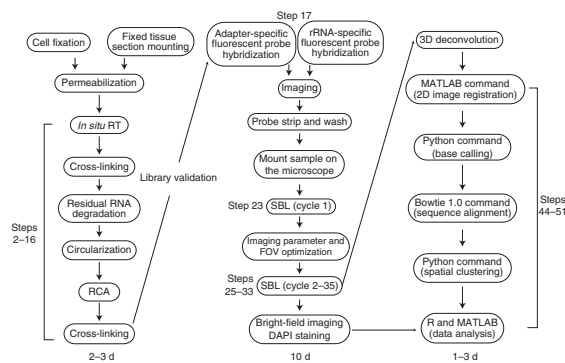 Step 17
Cell fixation
Fixed tissue
section mounting
Permeabilization
In situ RT
Cross-linking
Residual RNA
degradation
Circularization
RCA
Cross-linking
Steps
2–16
2–3 d
Library validation
Adapter-specific
fluorescent probe
hybridization
rRNA-specific
fluorescent probe
hybridization
Imaging
Probe strip and wash
Mount sample on
the microscope
Step 23
SBL (cycle 1)
Imaging parameter and
FOV optimization
Steps
25–33
SBL (cycle 2–35)
Bright-field imaging
DAPI staining
10 d
3D deconvolution
MATLAB command
(2D image registration)
Python command
(base calling)
Bowtie 1.0 command
(sequence alignment)
Python command
(spatial clustering)
R and MATLAB
(data analysis)
Steps
44–51
1–3 d